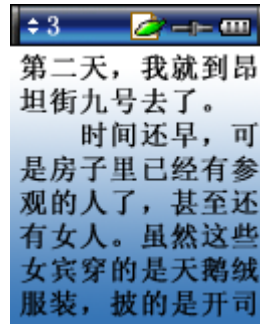 3
第二天，我就到昂
坦街九号去了。
时间还早，可
是房子里已经有参
观的人了，甚至还
有女人。虽然这些
女宾穿的是天鹅绒
服装，披的是开司